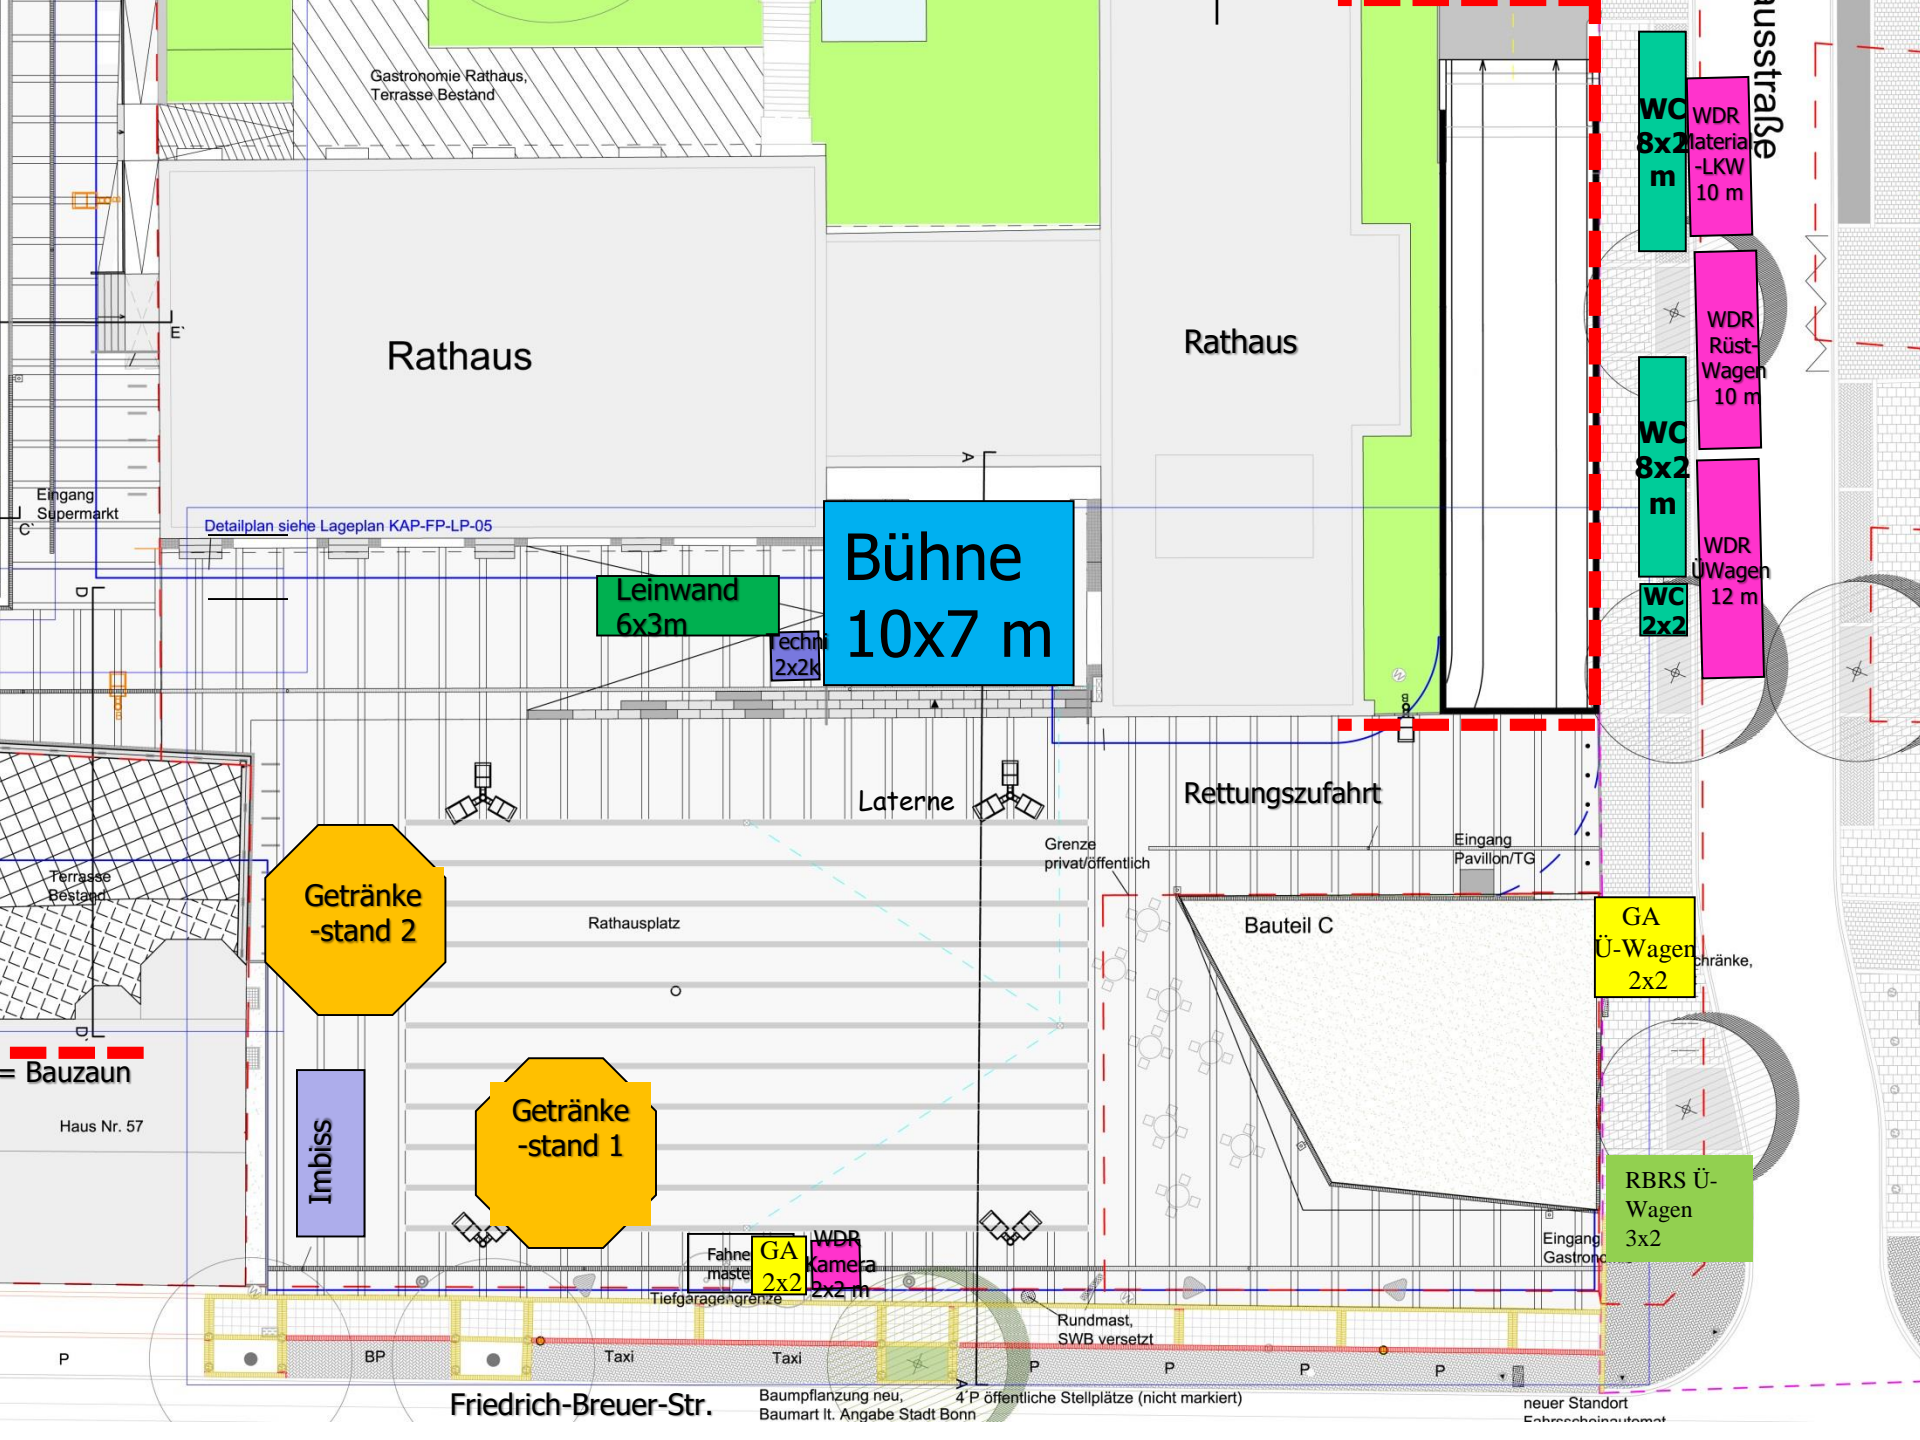 Gastronomie Rathaus,
Terrasse Bestand
ausstraße
WC
8x2
m
WDR
Material
-LKW
10 m
E`
Rathaus
Rathaus
WDR
Rüst-
Wagen
10 m
WC
8x2
m
A
Eingang
Supermarkt
C`
Detailplan siehe Lageplan KAP-FP-LP-05
Bühne
10x7 m
WDR
ÜWagen
12 m
WC
2x2
D`
Leinwand
6x3m
Techni
2x2k
Laterne
Rettungszufahrt
Grenze
privat/öffentlich
Eingang
Pavillon/TG
Terrasse
Bestand
Getränke
-stand 2
Rathausplatz
Bauteil C
GA
Ü-Wagen
2x2
chränke,
D`
= Bauzaun
Haus Nr. 57
Imbiss
Getränke
-stand 1
RBRS Ü-
Wagen
3x2
Fahne
maste
GA
2x2
WDR
Kamera
2x2 m
Eingang
Tiefgaragengrenze
Rundmast,
SWB versetzt
P
BP
Taxi
Taxi
P
P
P
P
Friedrich-Breuer-Str.
Baumpflanzung neu,
Baumart lt. Angabe Stadt Bonn
A`
4 P öffentliche Stellplätze (nicht markiert)
neuer Standort
Fahrscheinautomat